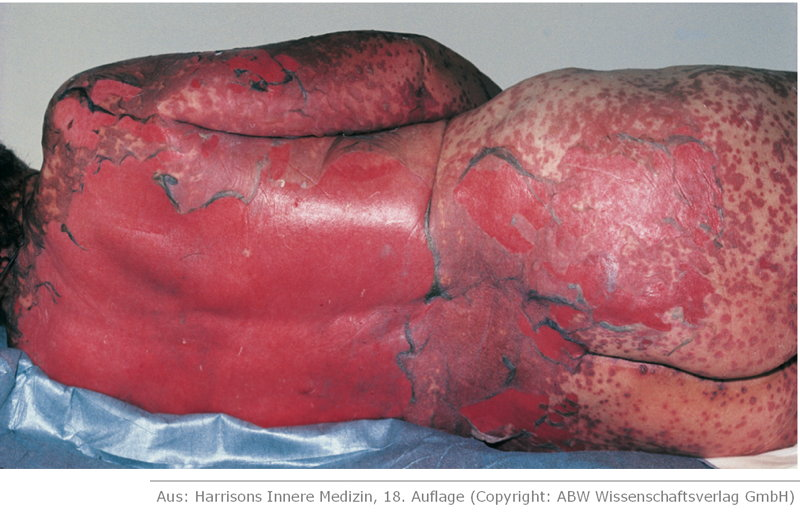 Aus: Harrisons Innere Medizin, 18. Auflage (Copyright: ABW Wissenschaftsverlag GmbH)